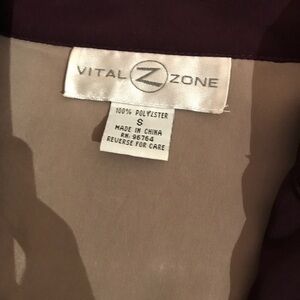 VITAL Z ZONE
100% POLYESTER
S
MADE IN CHINA
RN: 96764
REVERSE FOR CARE